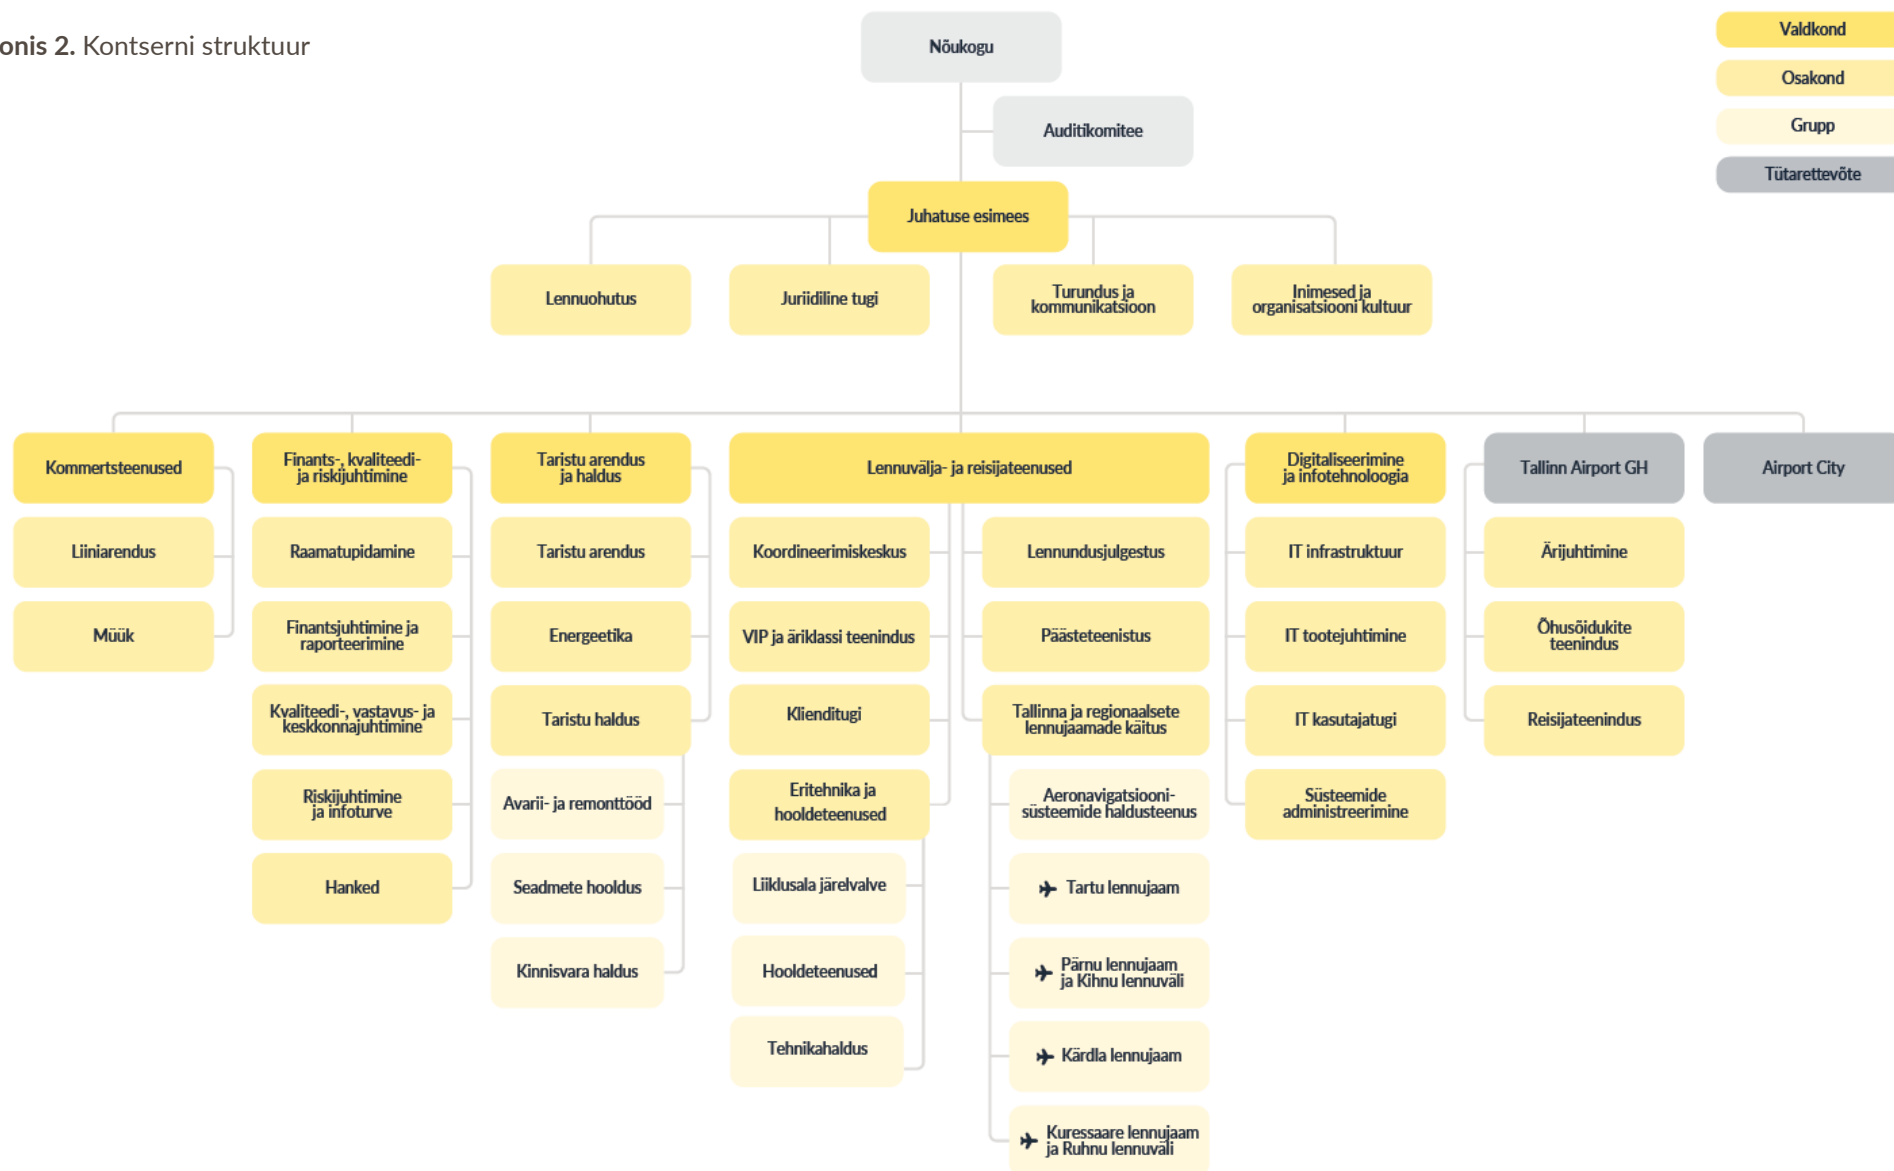 onis 2. Kontserni struktuur
Nõukogu
Auditikomitee
Juhatuse esimees
Valdkond
Osakond
Grupp
Tütarettevõte
Lennuohutus
Juriidiline tugi
Turundus ja
kommunikatsioon
Inimesed ja
organisatsiooni kultuur
Kommertsteenused
Liiniarendus
Müük
Finants-, kvaliteedi-
ja riskijuhtimine
Raamatupidamine
Finantsjuhtimine ja
raporteerimine
Kvaliteedi-, vastavus- ja
keskkonnajuhtimine
Riskijuhtimine
ja infoturve
Hanked
Taristu arendus
ja haldus
Taristu arendus
Energeetika
Taristu haldus
Avarii- ja remonttööd
Seadmete hooldus
Kinnisvara haldus
Lennuvälja- ja reisijateenused
Koordineerimiskeskus
VIP ja äriklassi teenindus
Klienditugi
Eritehnika ja
hooldeteenused
Liiklusala järelvalve
Hooldeteenused
Tehnikahaldus
Lennundusjulgestus
Päästeteenistus
Tallinna ja regionaalsete
lennujaamade käitus
Aeronavigatsiooni-
süsteemide haldusteenus
Tartu lennujaam
Pärnu lennujaam
ja Kihnu lennuväli
Kärdla lennujaam
Kuressaare lennujaam
ja Ruhnu lennuväli
Digitaliseerimine
ja infotehnoloogia
IT infrastruktuur
IT tootejuhtimine
IT kasutajatugi
Süsteemide
administreerimine
Tallinn Airport GH
Ärijuhtimine
Õhusõidukite
teenindus
Reisijateenindus
Airport City